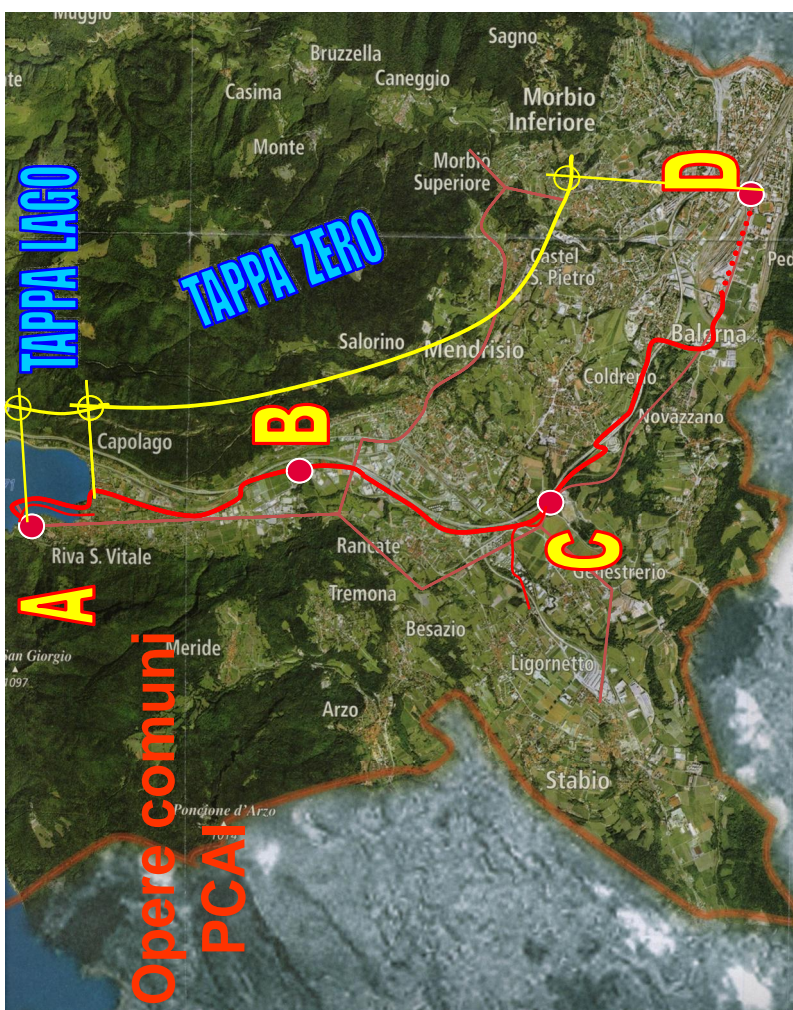 Muggio
Sagno
Bruzzella
Caneggio
Casima
Morbio
Inferiore
Monte
Morbio
Superiore
TAPPA LAGO
TAPPA ZERO
D
Castel
S. Pietro
Ped
Salorino
Mendrisio
Balerna
Coldrerio
Novazzano
Capolago
B
Riva S. Vitale
Rancate
C
Genestrerio
A
Tremona
Besazio
Meride
San Giorgio
1097
Ligornetto
Arzo
Stabio
Poncione d'Arzo
Opere comuni
PCAI